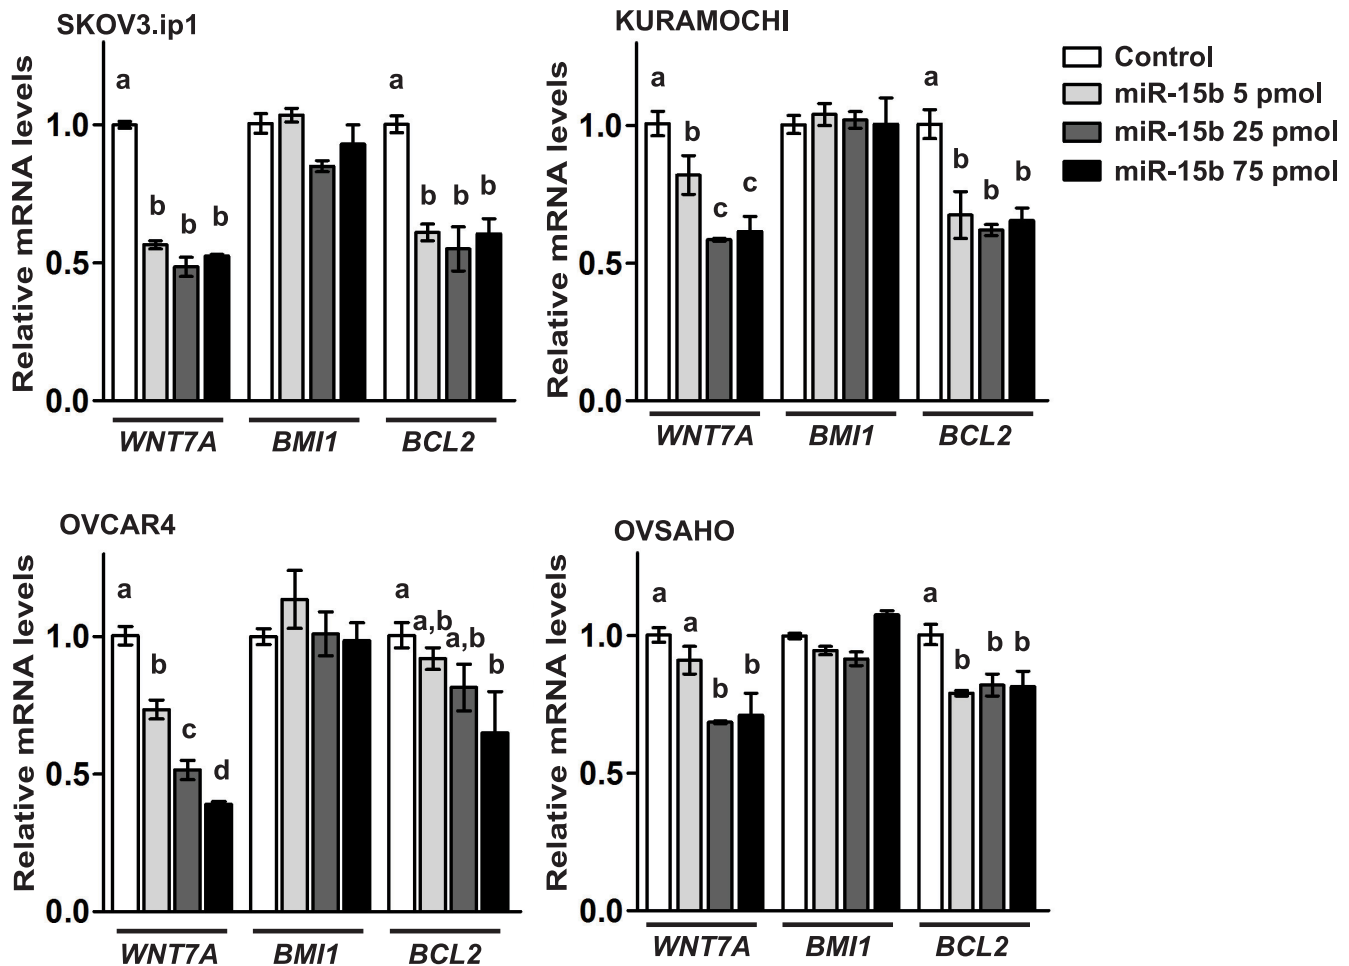 SKOV3.ip1
Relative mRNA levels
1.0
0.5
0.0
a
b
b
b
a
b
b
b
WNT7A
BMI1
BCL2
KURAMOCHI
Relative mRNA levels
1.0
0.5
0.0
a
b
c
c
a
b
b
b
WNT7A
BMI1
BCL2
Control
miR-15b 5 pmol
miR-15b 25 pmol
miR-15b 75 pmol
OVCAR4
Relative mRNA levels
1.0
0.5
0.0
a
b
c
d
a
a,b
a,b
b
WNT7A
BMI1
BCL2
OVSAHO
Relative mRNA levels
1.0
0.5
0.0
a
a
b
b
a
b
b
b
WNT7A
BMI1
BCL2